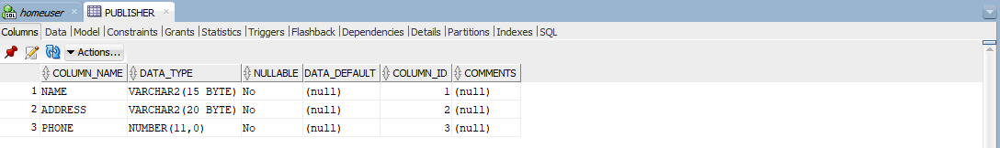 SQL homeuser PUBLISHER
Columns Data Model Constraints Grants Statistics Triggers Flashback Dependencies Details Partitions Indexes SQL
Actions...
COLUMN_NAME DATA_TYPE NULLABLE DATA_DEFAULT COLUMN_ID COMMENTS
1 NAME VARCHAR2(15 BYTE) No (null) 1 (null)
2 ADDRESS VARCHAR2(20 BYTE) No (null) 2 (null)
3 PHONE NUMBER(11,0) No (null) 3 (null)